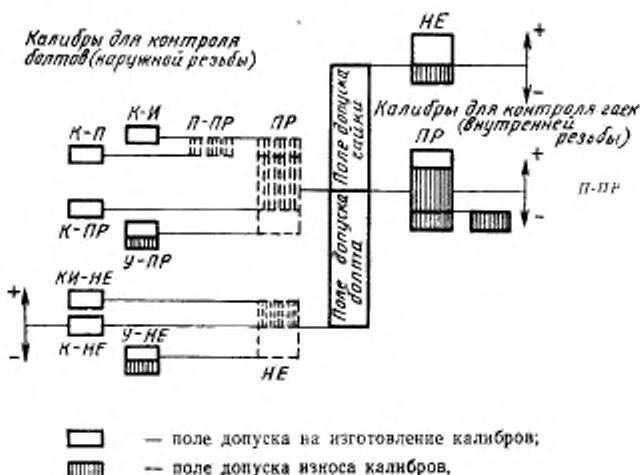 Калибры для контроля
болтов (наружной резьбы)
НЕ
+
-
Калибры для контроля гаек
(внутренней
резьбы)
К-И
П-ПР
ПР
К-П
ПР
+
-
П-ПР
К-ПР
У-ПР
Поле допуска
гайки
Поле допуска
болта
КИ-НЕ
+
-
К-НЕ
У-НЕ
НЕ
— поле допуска на изготовление калибров;
— поле допуска износа калибров,